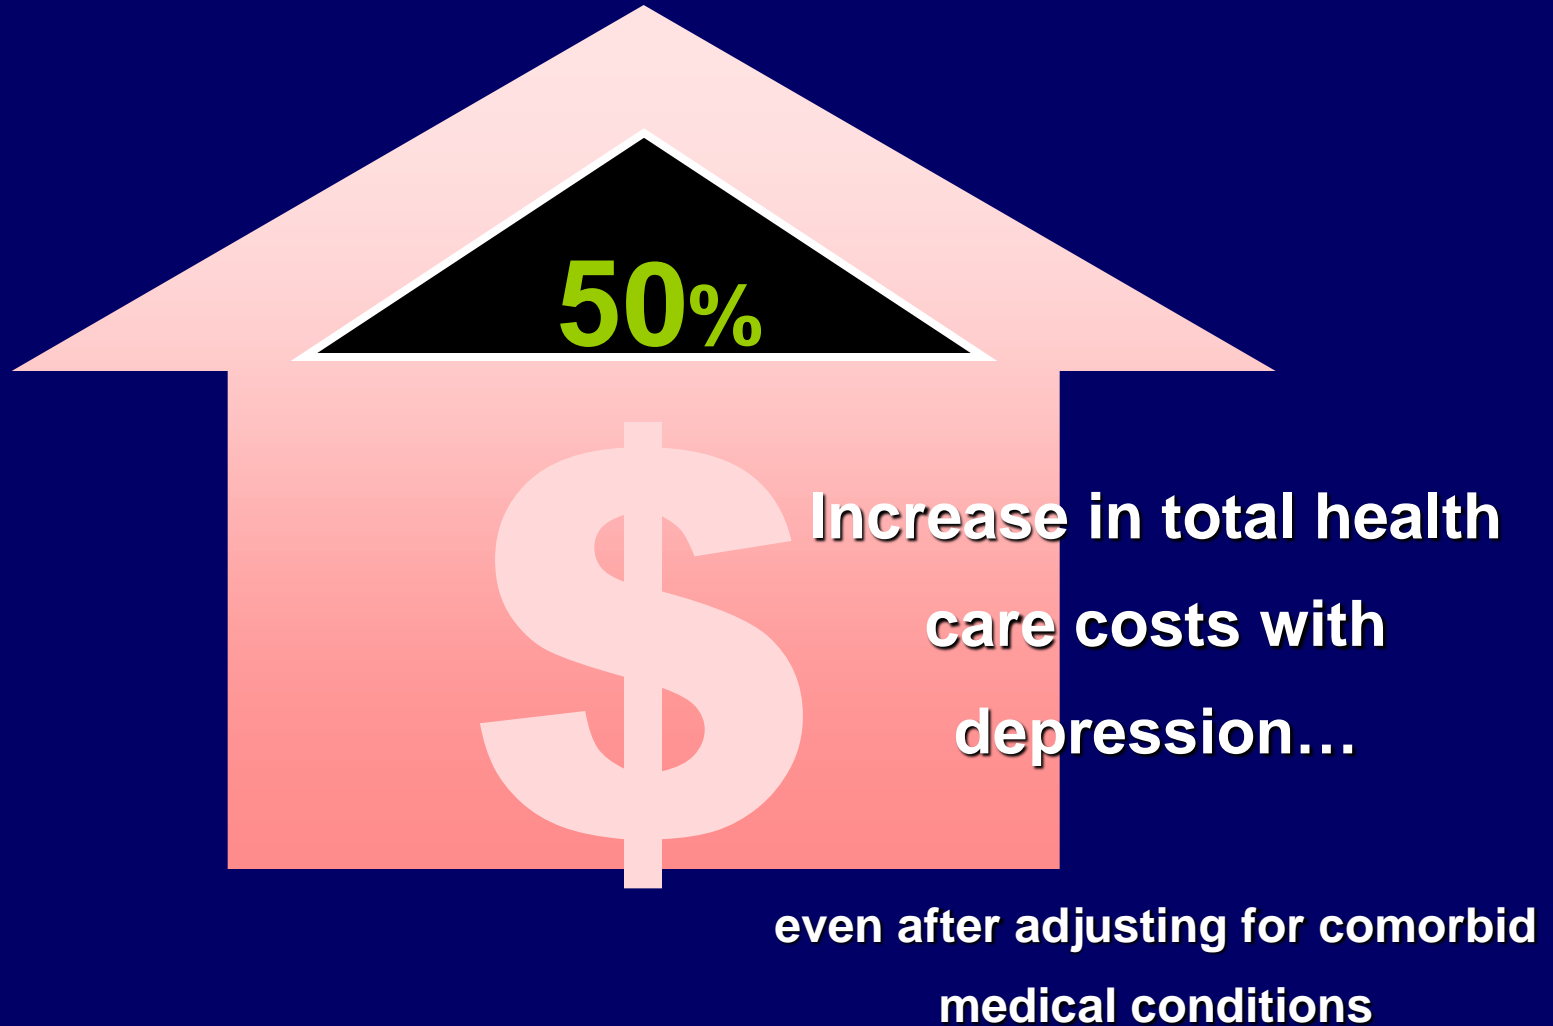 50%
$
Increase in total health
care costs with
depression…
even after adjusting for comorbid
medical conditions